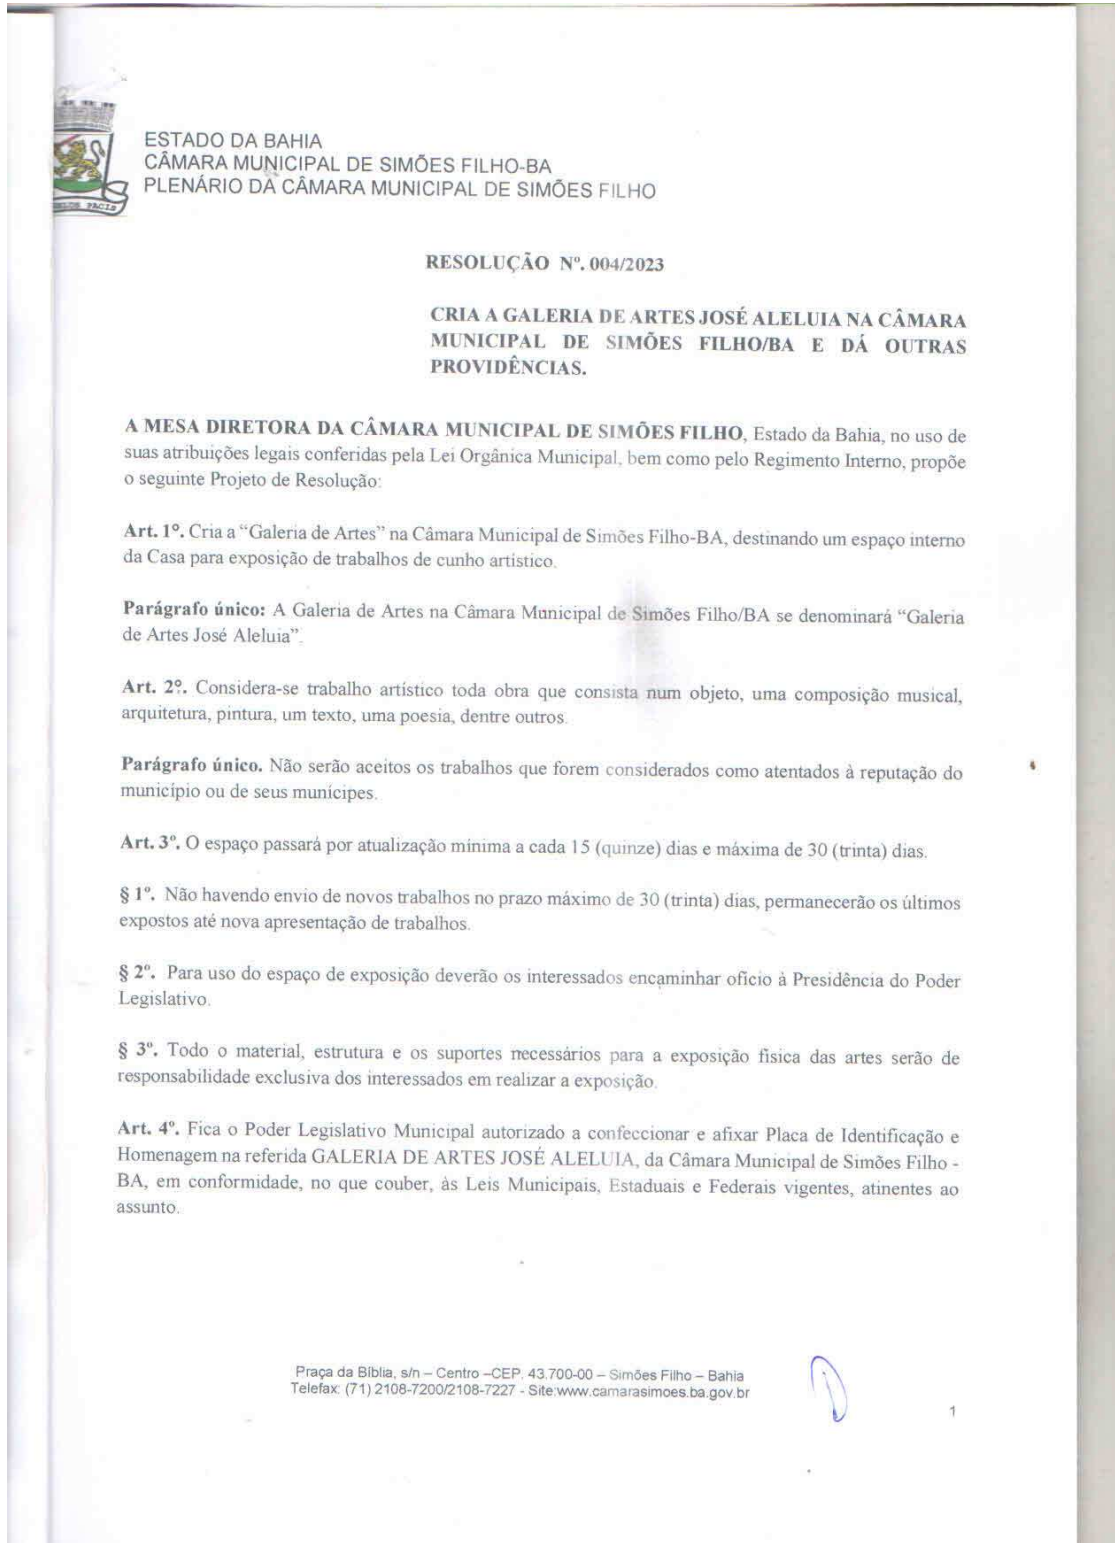 ESTADO DA BAHIA
CÂMARA MUNICIPAL DE SIMÕES FILHO-BA
PLENÁRIO DA CÂMARA MUNICIPAL DE SIMÕES FILHO
PACIS
RESOLUÇÃO Nº. 004/2023
CRIA A GALERIA DE ARTES JOSÉ ALELUIA NA CÂMARA
MUNICIPAL DE SIMÕES FILHO/BA E DÁ OUTRAS
PROVIDÊNCIAS.
A MESA DIRETORA DA CÂMARA MUNICIPAL DE SIMÕES FILHO, Estado da Bahia, no uso de
suas atribuições legais conferidas pela Lei Orgânica Municipal, bem como pelo Regimento Interno, propõe
o seguinte Projeto de Resolução:
Art. 1º. Cria a “Galeria de Artes” na Câmara Municipal de Simões Filho-BA, destinando um espaço interno
da Casa para exposição de trabalhos de cunho artístico.
Parágrafo único: A Galeria de Artes na Câmara Municipal de Simões Filho/BA se denominará “Galeria
de Artes José Aleluia”.
Art. 2º. Considera-se trabalho artístico toda obra que consista num objeto, uma composição musical,
arquitetura, pintura, um texto, uma poesia, dentre outros.
Parágrafo único. Não serão aceitos os trabalhos que forem considerados como atentados à reputação do
município ou de seus munícipes.
Art. 3º. O espaço passará por atualização mínima a cada 15 (quinze) dias e máxima de 30 (trinta) dias.
§ 1º. Não havendo envio de novos trabalhos no prazo máximo de 30 (trinta) dias, permanecerão os últimos
expostos até nova apresentação de trabalhos.
§ 2º. Para uso do espaço de exposição deverão os interessados encaminhar ofício à Presidência do Poder
Legislativo.
§ 3º. Todo o material, estrutura e os suportes necessários para a exposição física das artes serão de
responsabilidade exclusiva dos interessados em realizar a exposição.
Art. 4º. Fica o Poder Legislativo Municipal autorizado a confeccionar e afixar Placa de Identificação e
Homenagem na referida GALERIA DE ARTES JOSÉ ALELUIA, da Câmara Municipal de Simões Filho -
BA, em conformidade, no que couber, às Leis Municipais, Estaduais e Federais vigentes, atinentes ao
assunto.
Praça da Bíblia, s/n – Centro –CEP. 43.700-00 – Simões Filho – Bahia
Telefax: (71) 2108-7200/2108-7227 - Site:www.camarasimoes.ba.gov.br
1